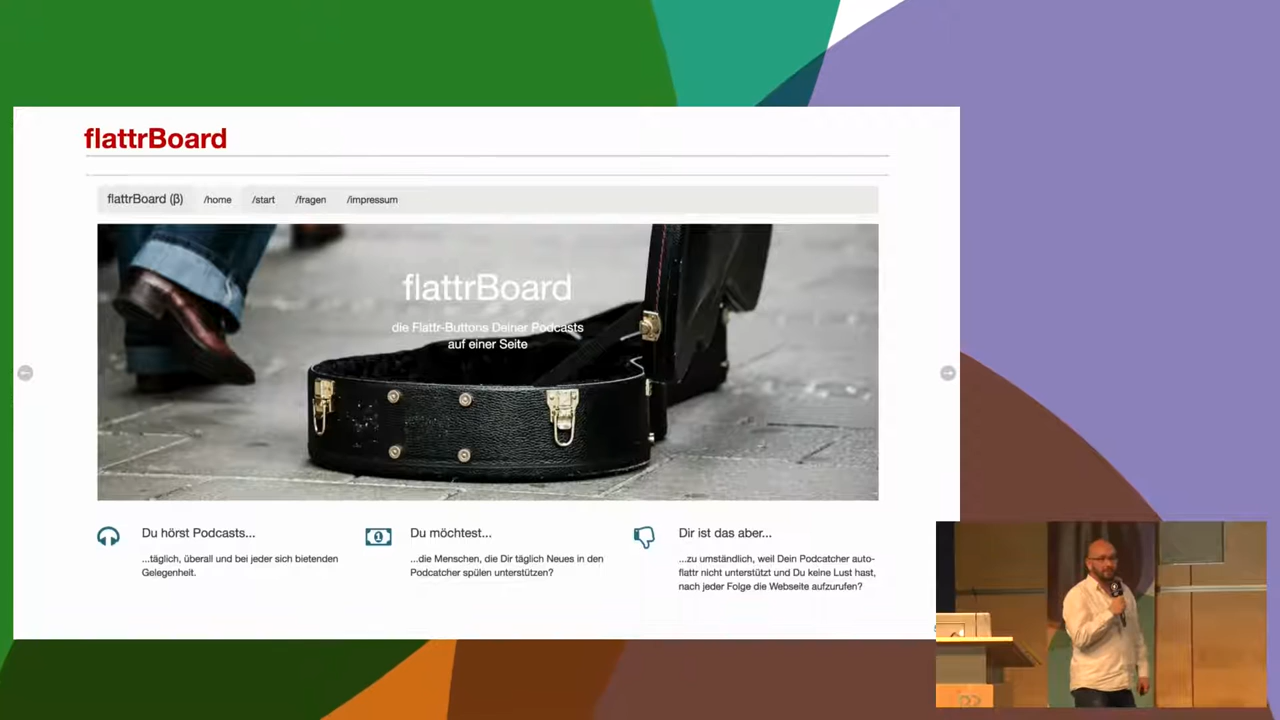 flattrBoard
flattrBoard (β) /home /start /fragen /impressum
flattrBoard
die Flattr-Buttons Deiner Podcasts
auf einer Seite
Du hörst Podcasts...
...täglich, überall und bei jeder sich bietenden
Gelegenheit.
Du möchtest...
...die Menschen, die Dir täglich Neues in den
Podcatcher spülen unterstützen?
Dir ist das aber...
...zu umständlich, weil Dein Podcatcher auto-
flattr nicht unterstützt und Du keine Lust hast,
nach jeder Folge die Webseite aufzurufen?